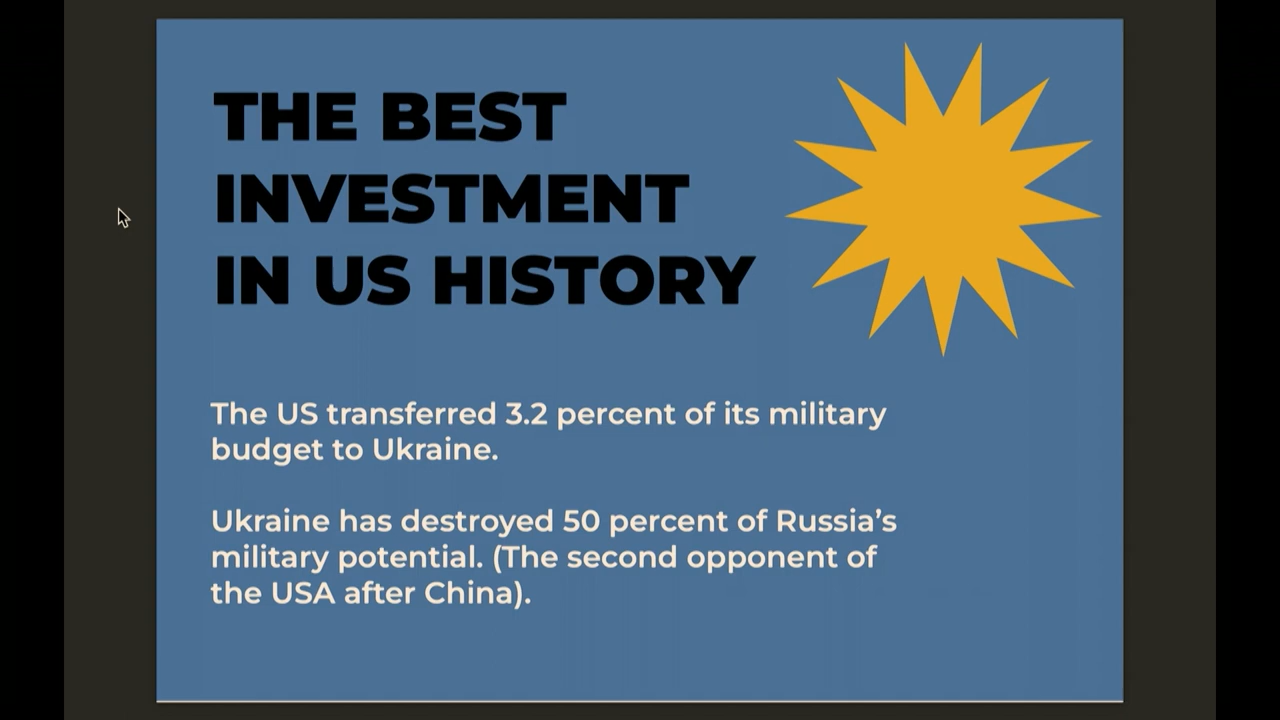 THE BEST
INVESTMENT
IN US HISTORY
The US transferred 3.2 percent of its military
budget to Ukraine.
Ukraine has destroyed 50 percent of Russia’s
military potential. (The second opponent of
the USA after China).